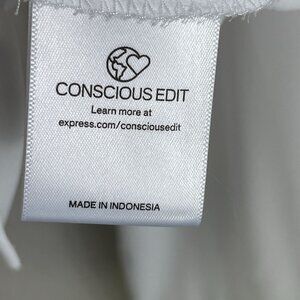 CONSCIOUS EDIT
Learn more at
express.com/consciousedit
MADE IN INDONESIA